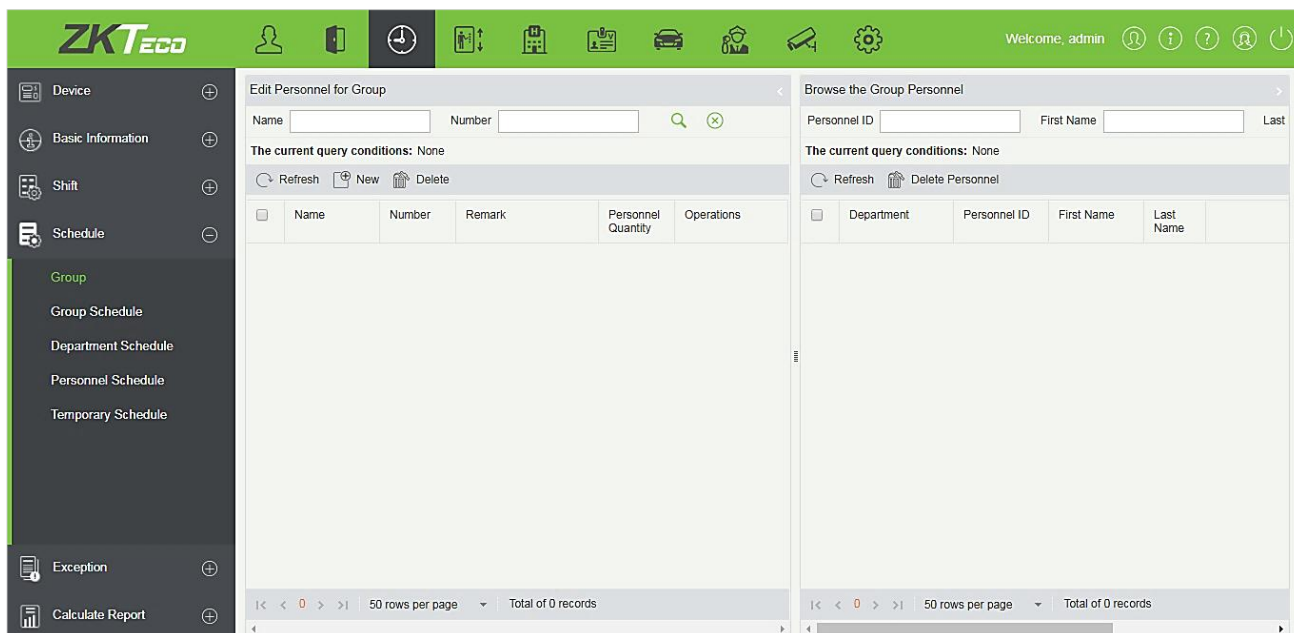 ZKTECO
Welcome, admin
Device
Basic Information
Shift
Schedule
Group
Group Schedule
Department Schedule
Personnel Schedule
Temporary Schedule
Exception
Calculate Report
Edit Personnel for Group
Name Number
The current query conditions: None
Refresh New Delete
Name Number Remark Personnel Quantity Operations
0 50 rows per page Total of 0 records
Browse the Group Personnel
Personnel ID First Name Last
The current query conditions: None
Refresh Delete Personnel
Department Personnel ID First Name Last Name
0 50 rows per page Total of 0 records